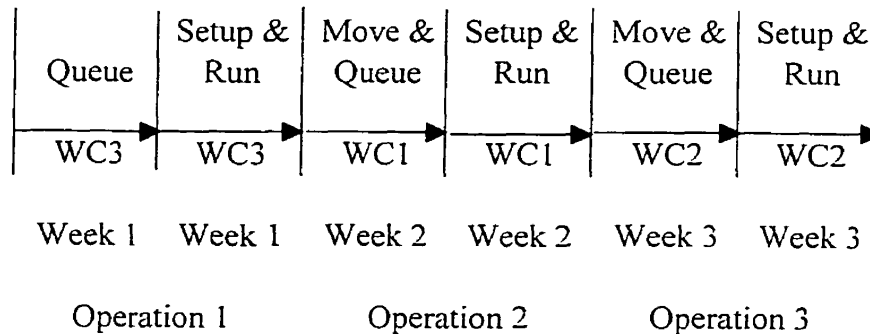 Setup & Move & Setup & Move & Setup &
Queue Run Queue Run Queue Run
WC3 WC3 WC1 WC1 WC2 WC2
Week 1 Week 1 Week 2 Week 2 Week 3 Week 3
Operation 1 Operation 2 Operation 3